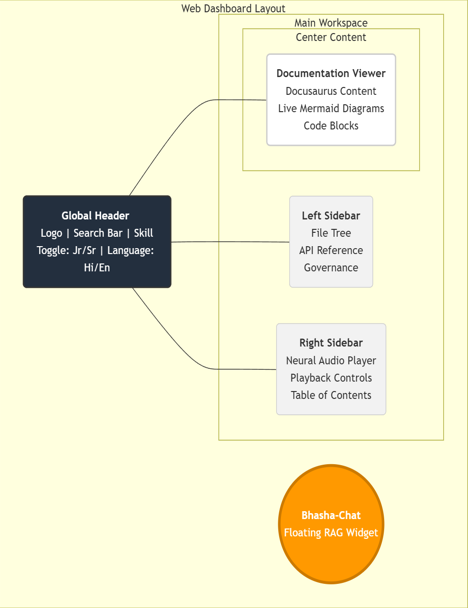 Web Dashboard Layout
Main Workspace
Center Content
Documentation Viewer
Docusaurus Content
Live Mermaid Diagrams
Code Blocks
Global Header
Logo | Search Bar | Skill
Toggle: Jr/Sr | Language:
Hi/En
Left Sidebar
File Tree
API Reference
Governance
Right Sidebar
Neural Audio Player
Playback Controls
Table of Contents
Bhasha-Chat
Floating RAG Widget